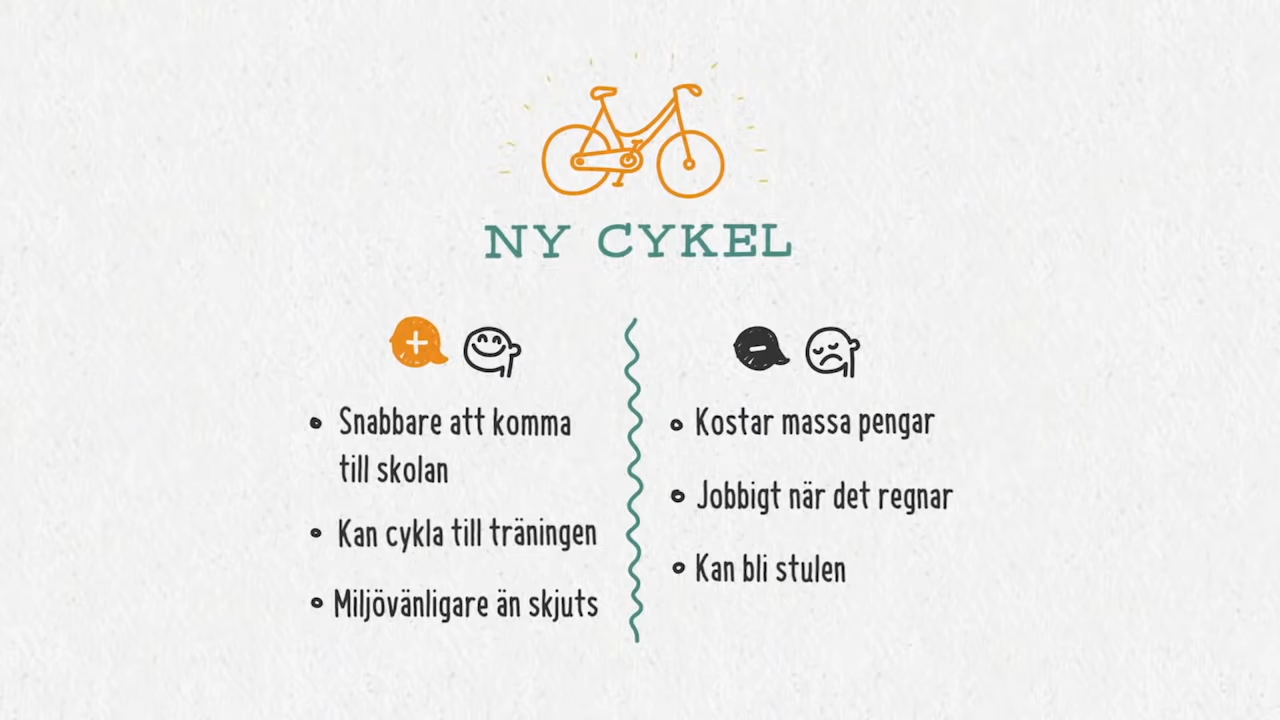 NY CYKEL
+
Snabbare att komma
till skolan
Kan cykla till träningen
Miljövänligare än skjuts
-
Kostar massa pengar
Jobbigt när det regnar
Kan bli stulen